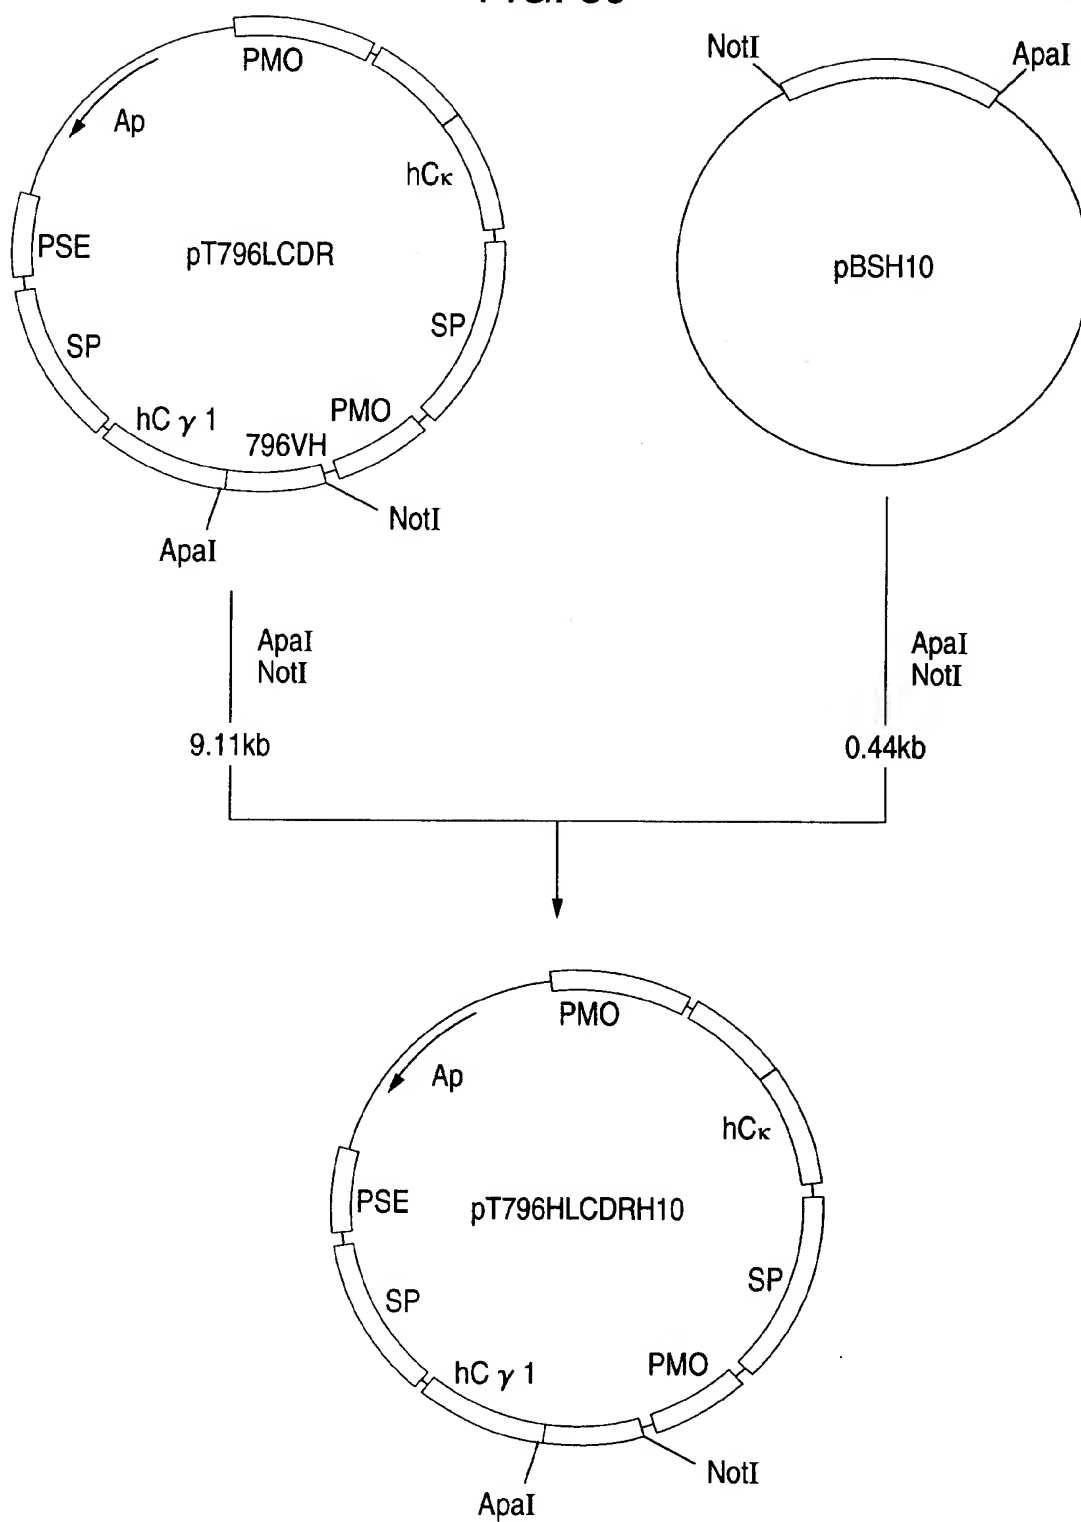 PMO
Ap
hCκ
PSE
pT796LCDR
SP
SP
PMO
hC γ 1
796VH
NotI
ApaI
NotI
ApaI
pBSH10
ApaI
NotI
9.11kb
ApaI
NotI
0.44kb
PMO
Ap
hCκ
PSE
pT796HLCDRH10
SP
SP
PMO
hC γ 1
NotI
ApaI